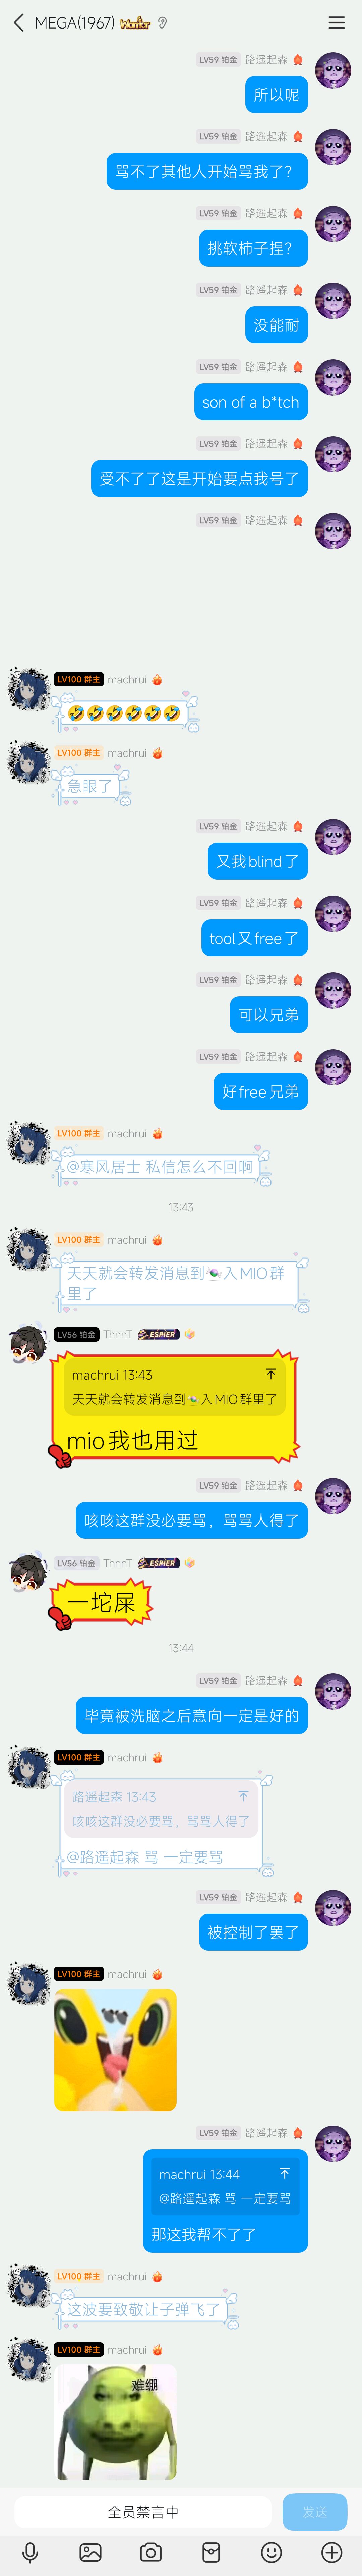 MEGA(1967)
LV59 铂金 路遥起森
所以呢
LV59 铂金 路遥起森
骂不了其他人开始骂我了？
LV59 铂金 路遥起森
挑软柿子捏？
LV59 铂金 路遥起森
没能耐
LV59 铂金 路遥起森
son of a b*tch
LV59 铂金 路遥起森
受不了了这是开始要点我号了
LV59 铂金 路遥起森
LV100 群主 machrui
🤣🤣🤣🤣🤣🤣
LV100 群主 machrui
急眼了
LV59 铂金 路遥起森
又我blind了
LV59 铂金 路遥起森
tool又free了
LV59 铂金 路遥起森
可以兄弟
LV59 铂金 路遥起森
好free兄弟
LV100 群主 machrui
@寒风居士 私信怎么不回啊
13:43
LV100 群主 machrui
天天就会转发消息到入MIO群
里了
LV56 铂金 ThnnT ESPIER
machrui 13:43
天天就会转发消息到入MIO群里了
mio我也用过
LV59 铂金 路遥起森
咳咳这群没必要骂，骂骂人得了
LV56 铂金 ThnnT ESPIER
一坨屎
13:44
LV59 铂金 路遥起森
毕竟被洗脑之后意向一定是好的
LV100 群主 machrui
路遥起森 13:43
咳咳这群没必要骂，骂骂人得了
@路遥起森 骂 一定要骂
LV59 铂金 路遥起森
被控制了罢了
LV100 群主 machrui
LV59 铂金 路遥起森
machrui 13:44
@路遥起森 骂 一定要骂
那这我帮不了了
LV100 群主 machrui
这波要致敬让子弹飞了
LV100 群主 machrui
难绷
全员禁言中
发送